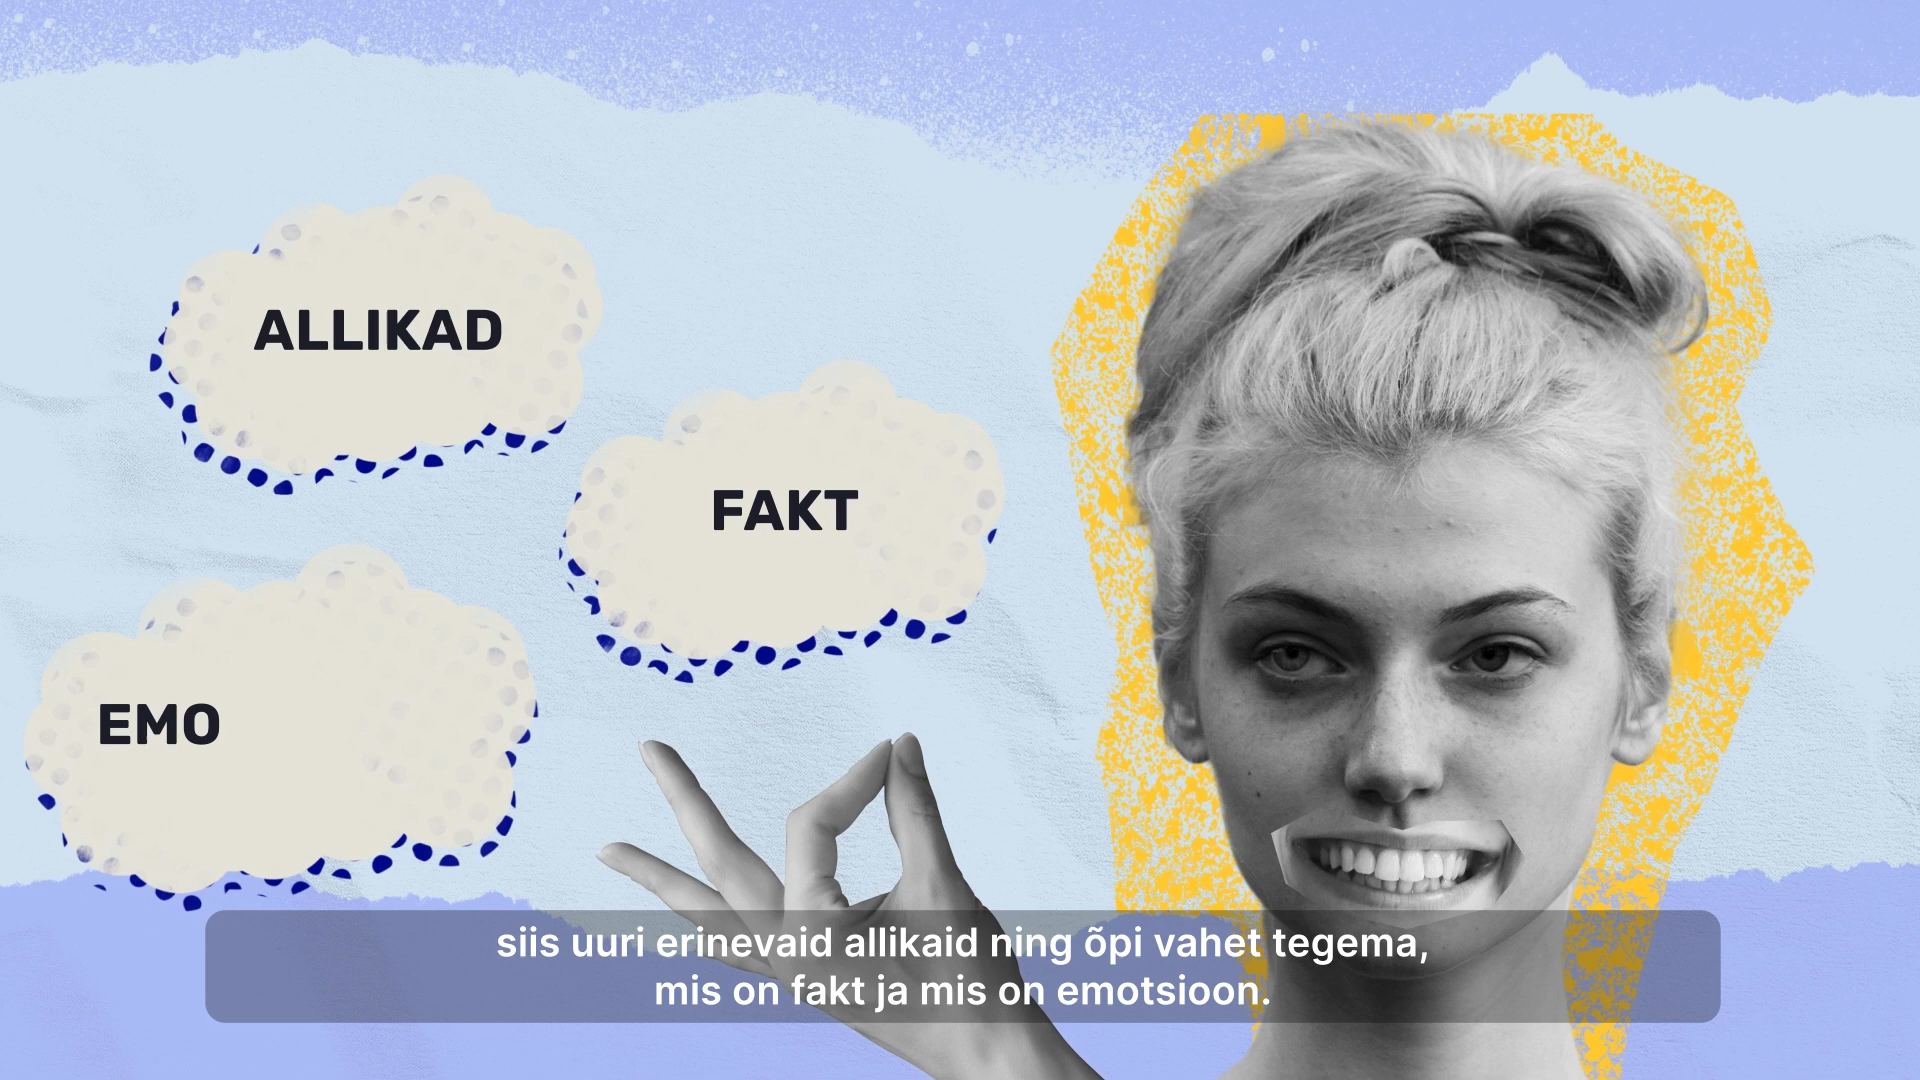 ALLIKAD
FAKT
EMO
siis uuri erinevaid allikaid ning õpi vahet tegema,
mis on fakt ja mis on emotsioon.